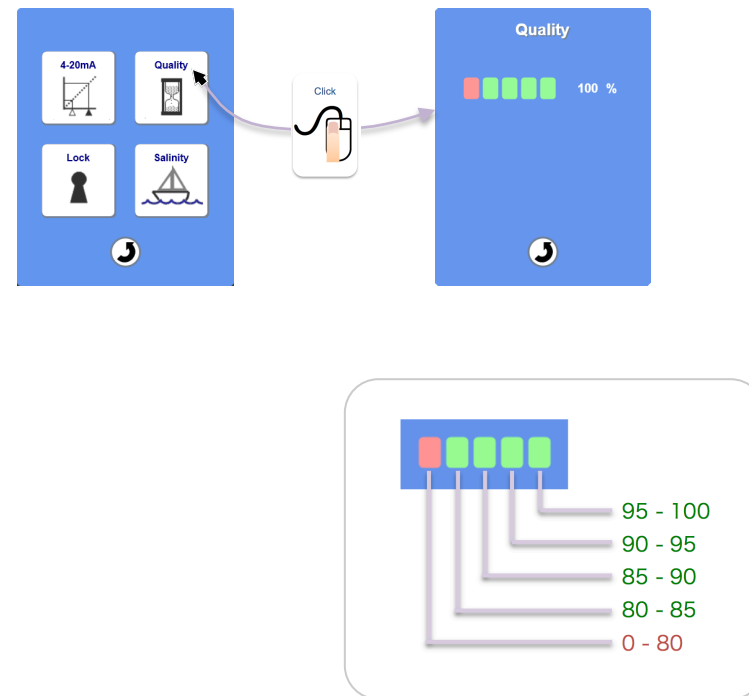 4-20mA
Quality
Lock
Salinity
Click
Quality
100 %
95 - 100
90 - 95
85 - 90
80 - 85
0 - 80